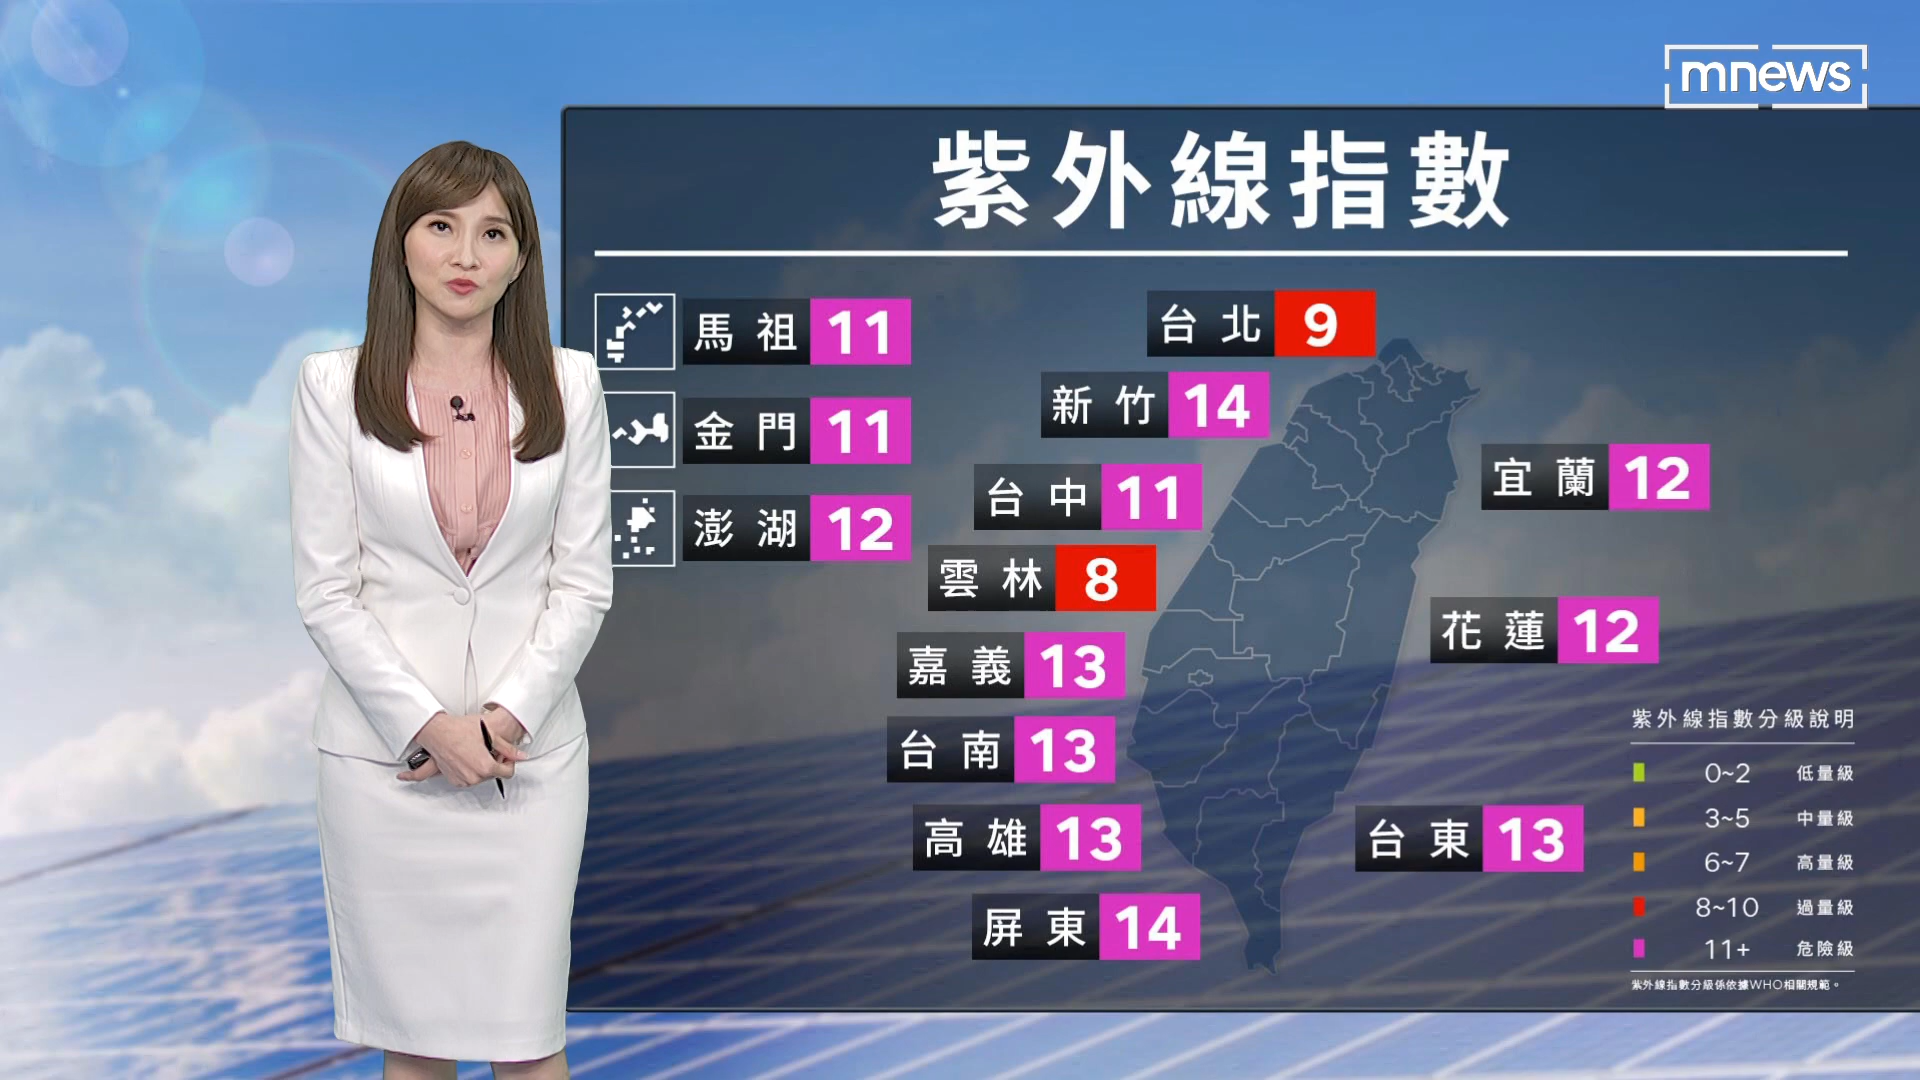 mnews
紫外線指數
馬祖 11
金門 11
澎湖 12
台北 9
新竹 14
台中 11
雲林 8
嘉義 13
台南 13
高雄 13
屏東 14
宜蘭 12
花蓮 12
台東 13
紫外線指數分級說明
0~2 低量級
3~5 中量級
6~7 高量級
8~10 過量級
11+ 危險級
紫外線指數分級係依據WHO相關規範。